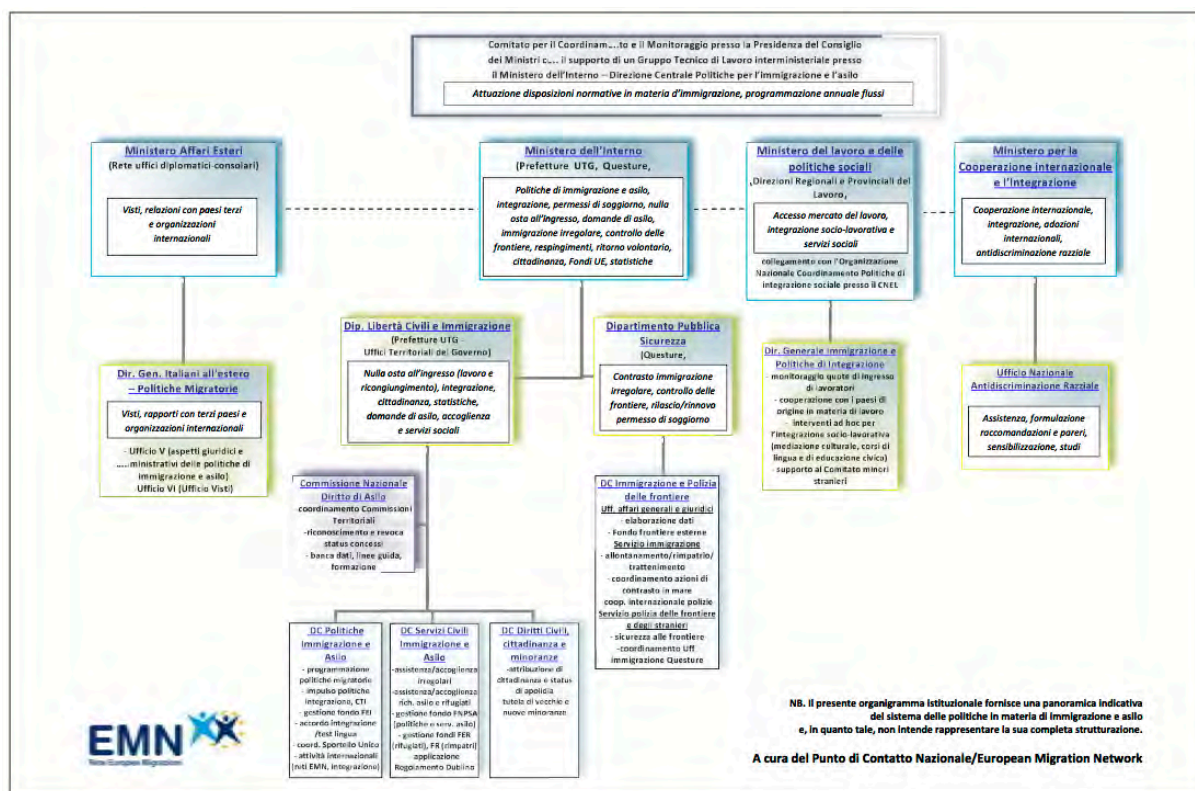 Comitato per il Coordinam....to e il Monitoraggio presso la Presidenza del Consiglio
dei Ministri c.... il supporto di un Gruppo Tecnico di Lavoro interministeriale presso
il Ministero dell'Interno – Direzione Centrale Politiche per l'immigrazione e l'asilo
Attuazione disposizioni normative in materia d'immigrazione, programmazione annuale flussi
Ministero Affari Esteri
(Rete uffici diplomatici-consolari)
Visti, relazioni con paesi terzi
e organizzazioni
internazionali
Ministero dell'Interno
(Prefetture UTG, Questure,
Politiche di immigrazione e asilo,
integrazione, permessi di soggiorno, nulla
osta all'ingresso, domande di asilo,
immigrazione irregolare, controllo delle
frontiere, respingimenti, ritorno volontario,
cittadinanza, Fondi UE, statistiche
Ministero del lavoro e delle
politiche sociali
,Direzioni Regionali e Provinciali del
Lavoro,
Accesso mercato del lavoro,
integrazione socio-lavorativa e
servizi sociali
collegamento con l'Organizzazione
Nazionale Coordinamento Politiche di
integrazione sociale presso il CNEL
Ministero per la
Cooperazione internazionale
e l'Integrazione
Cooperazione internazionale,
integrazione, adozioni
internazionali,
antidiscriminazione razziale
Dir. Gen. Italiani all'estero
– Politiche Migratorie
Visti, rapporti con terzi paesi e
organizzazioni internazionali
- Ufficio V (aspetti giuridici e
.....ministrativi delle politiche di
immigrazione e asilo)
-Ufficio VI (Ufficio Visti)
Dip. Libertà Civili e Immigrazione
(Prefetture UTG -
Uffici Territoriali del Governo)
Nulla osta all'ingresso (lavoro e
ricongiungimento), integrazione,
cittadinanza, statistiche,
domande di asilo, accoglienza
e servizi sociali
Dipartimento Pubblica
Sicurezza
(Questure,
Contrasto immigrazione
irregolare, controllo delle
frontiere, rilascio/rinnovo
permesso di soggiorno
Dir. Generale Immigrazione e
Politiche di Integrazione
- monitoraggio quote di ingresso
di lavoratori
- cooperazione con i paesi di
origine in materia di lavoro
- interventi ad hoc per
l'integrazione socio-lavorativa
(mediazione culturale, corsi di
lingua e di educazione civica)
- supporto al Comitato minori
stranieri
Ufficio Nazionale
Antidiscriminazione Razziale
Assistenza, formulazione
raccomandazioni e pareri,
sensibilizzazione, studi
Commissione Nazionale
Diritto di Asilo
-coordinamento Commissioni
Territoriali
-riconoscimento e revoca
status concessi
- banca dati, linee guida,
formazione
DC Immigrazione e Polizia
delle frontiere
Uff. affari generali e giuridici
- elaborazione dati
- Fondo frontiere esterne
Servizio immigrazione
- allontanamento/rimpatrio/
trattenimento
- coordinamento azioni di
contrasto in mare
coop. internazionale polizie
Servizio polizia delle frontiere
e degli stranieri
- sicurezza alle frontiere
- coordinamento Uff
immigrazione Questure
DC Politiche
Immigrazione e
Asilo
- programmazione
politiche migratorie
- impulso politiche
integrazione, CTI
- gestione fondo FEI
- accordo integrazione
/test lingua
- coord. Sportello Unico
- attività internazionali
(reti EMN, integrazione)
DC Servizi Civili
Immigrazione e
Asilo
-assistenza/accoglienza
irregolari
-assistenza/accoglienza
rich. asilo e rifugiati
- gestione fondo FNPSA
(politiche e serv. asilo)
- gestione fondi FER
(rifugiati), FR (rimpatri)
applicazione
Regolamento Dublino
DC Diritti Civili,
cittadinanza e
minoranze
-attribuzione di
cittadinanza e status
di apolidia
tutela di vecchie e
nuove minoranze
EMN
NB. Il presente organigramma istituzionale fornisce una panoramica indicativa
del sistema delle politiche in materia di immigrazione e asilo
e, in quanto tale, non intende rappresentare la sua completa strutturazione.
A cura del Punto di Contatto Nazionale/European Migration Network